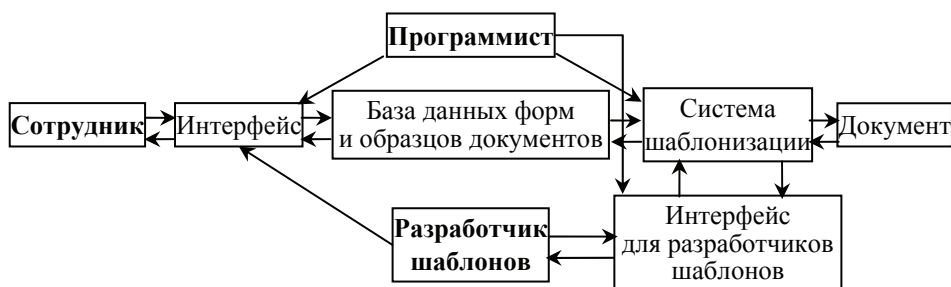 Программист
Сотрудник
Интерфейс
База данных форм
и образцов документов
Система
шаблонизации
Документ
Разработчик
шаблонов
Интерфейс
для разработчиков
шаблонов